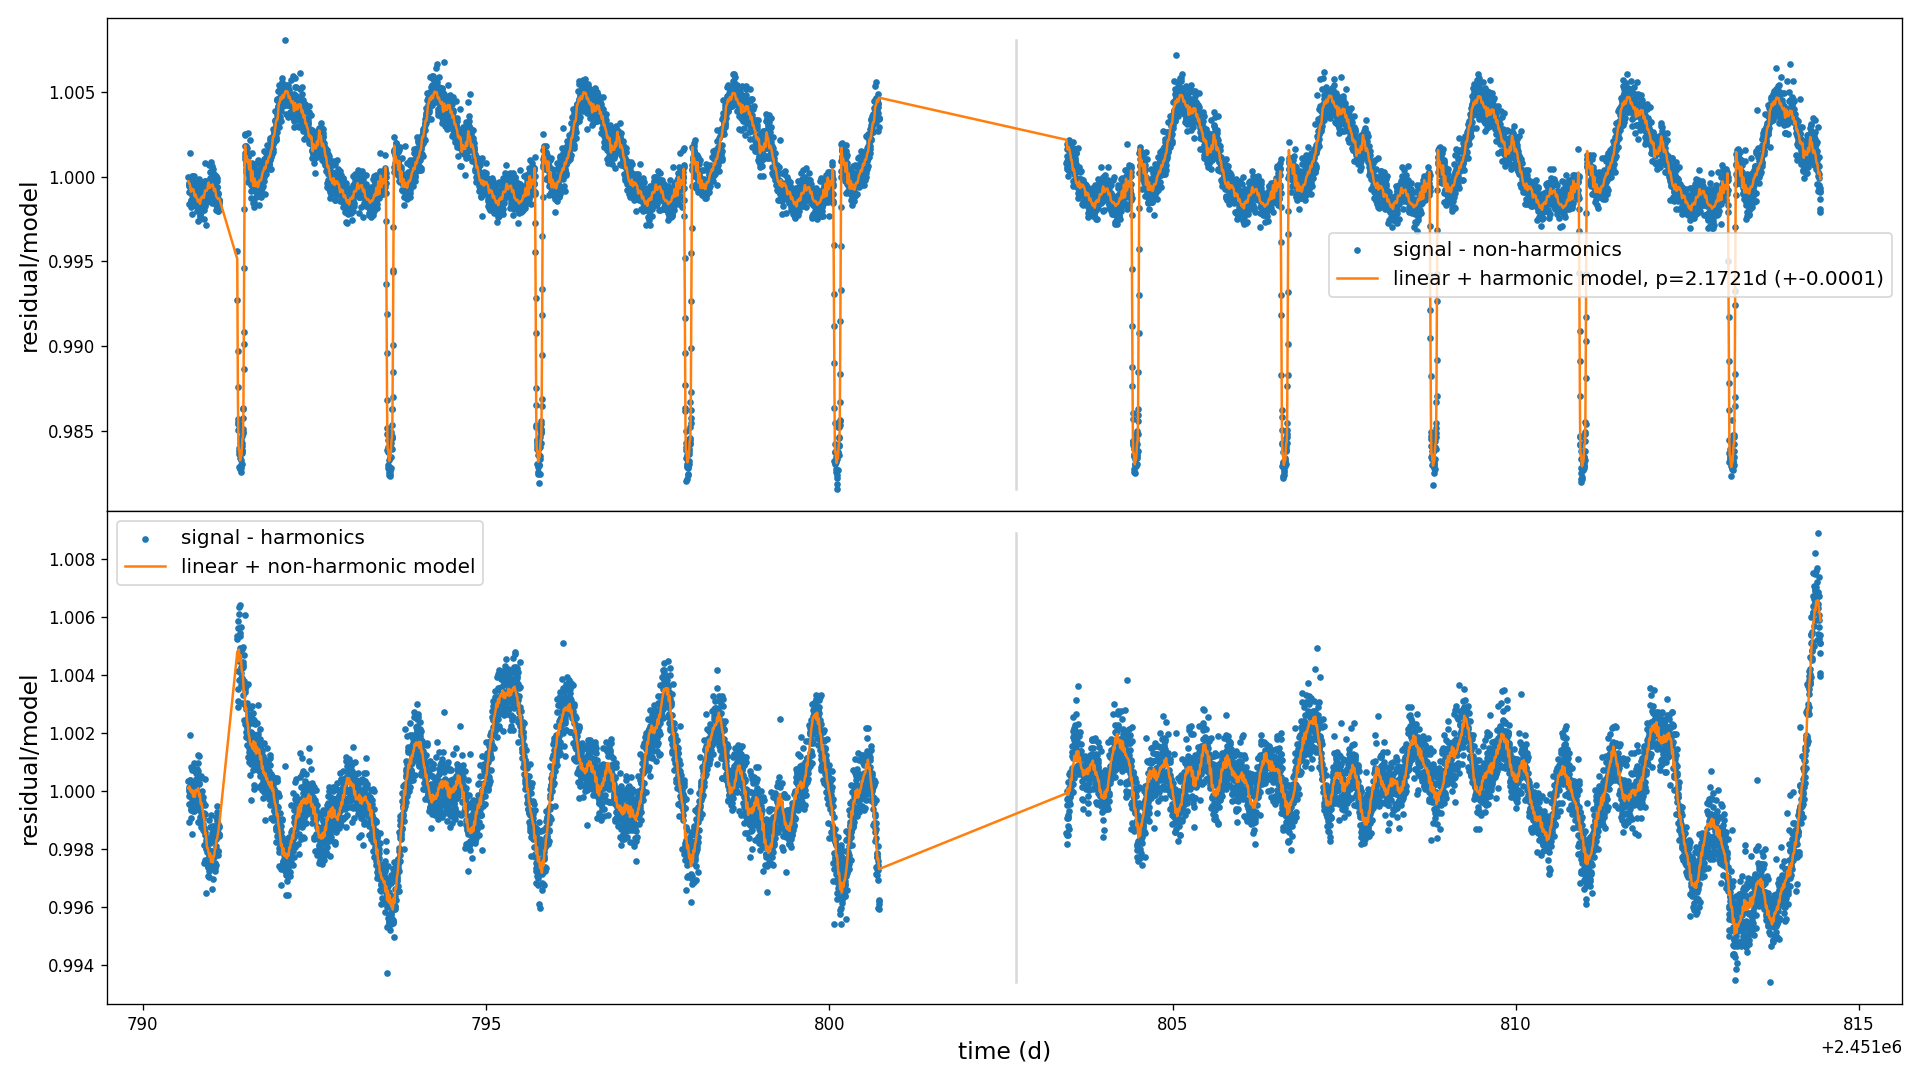 1.005
1.000
0.995
0.990
0.985
residual/model
signal - non-harmonics
linear + harmonic model, p=2.1721d (+-0.0001)
signal - harmonics
linear + non-harmonic model
1.008
1.006
1.004
1.002
1.000
0.998
0.996
0.994
residual/model
790
795
800
805
810
815
time (d)
+2.451e6